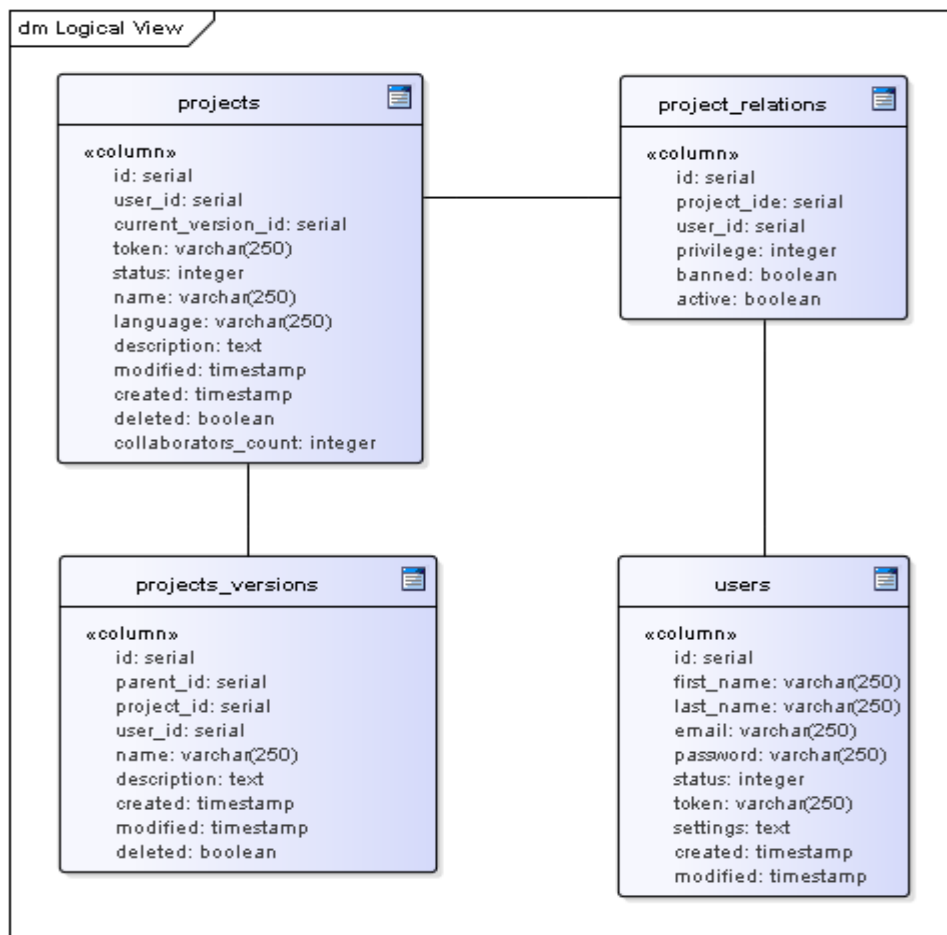 dm Logical View
projects
«column»
id: serial
user_id: serial
current_version_id: serial
token: varchar(250)
status: integer
name: varchar(250)
language: varchar(250)
description: text
modified: timestamp
created: timestamp
deleted: boolean
collaborators_count: integer
project_relations
«column»
id: serial
project_ide: serial
user_id: serial
privilege: integer
banned: boolean
active: boolean
projects_versions
«column»
id: serial
parent_id: serial
project_id: serial
user_id: serial
name: varchar(250)
description: text
created: timestamp
modified: timestamp
deleted: boolean
users
«column»
id: serial
first_name: varchar(250)
last_name: varchar(250)
email: varchar(250)
password: varchar(250)
status: integer
token: varchar(250)
settings: text
created: timestamp
modified: timestamp